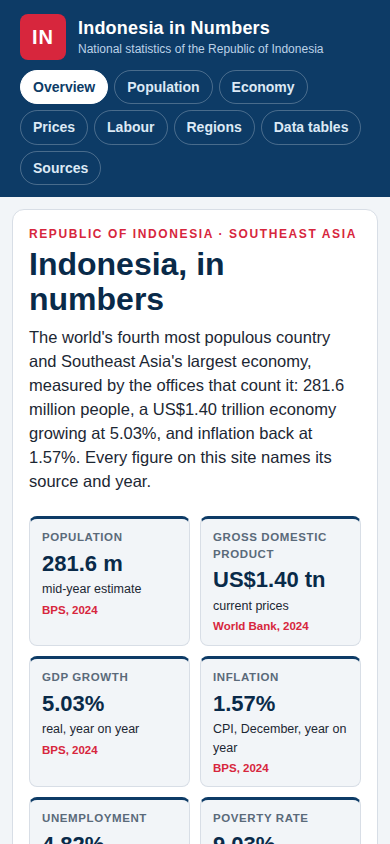 IN
Indonesia in Numbers
National statistics of the Republic of Indonesia
Overview
Population
Economy
Prices
Labour
Regions
Data tables
Sources
REPUBLIC OF INDONESIA · SOUTHEAST ASIA
Indonesia, in
numbers
The world's fourth most populous country
and Southeast Asia's largest economy,
measured by the offices that count it: 281.6
million people, a US$1.40 trillion economy
growing at 5.03%, and inflation back at
1.57%. Every figure on this site names its
source and year.
POPULATION
281.6 m
mid-year estimate
BPS, 2024
GROSS DOMESTIC
PRODUCT
US$1.40 tn
current prices
World Bank, 2024
GDP GROWTH
5.03%
real, year on year
BPS, 2024
INFLATION
1.57%
CPI, December, year on
year
BPS, 2024
UNEMPLOYMENT
4.82%
POVERTY RATE
9.03%